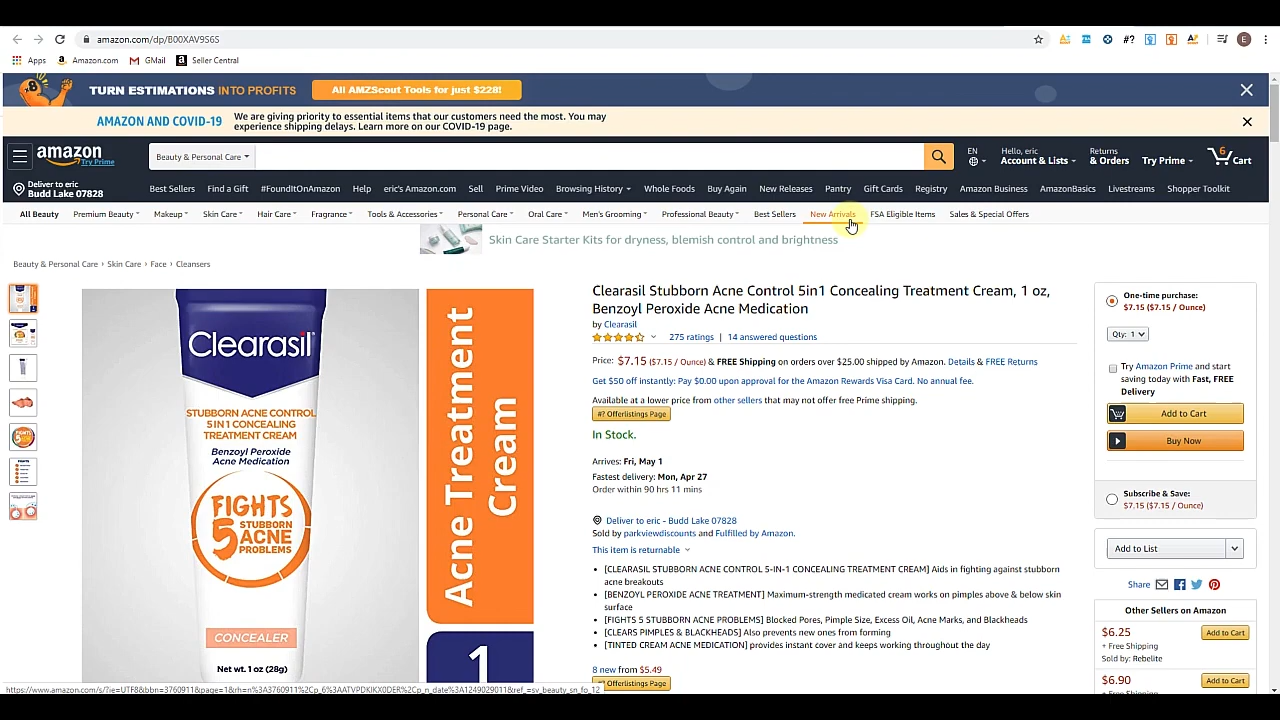 amazon.com/dp/B00XAV9S6S
#?
E
Apps
Amazon.com
GMail
Seller Central
TURN ESTIMATIONS INTO PROFITS
All AMZScout Tools for just $228!
AMAZON AND COVID-19
We are giving priority to essential items that our customers need the most. You may
experience shipping delays. Learn more on our COVID-19 page.
amazon
Try Prime
Beauty & Personal Care
EN
Hello, eric
Account & Lists
Returns
& Orders
Try Prime
6
Cart
Deliver to eric
Budd Lake 07828
Best Sellers
Find a Gift
#FoundItOnAmazon
Help
eric's Amazon.com
Sell
Prime Video
Browsing History
Whole Foods
Buy Again
New Releases
Pantry
Gift Cards
Registry
Amazon Business
AmazonBasics
Livestreams
Shopper Toolkit
All Beauty
Premium Beauty
Makeup
Skin Care
Hair Care
Fragrance
Tools & Accessories
Personal Care
Oral Care
Men's Grooming
Professional Beauty
Best Sellers
New Arrivals
FSA Eligible Items
Sales & Special Offers
Skin Care Starter Kits for dryness, blemish control and brightness
Beauty & Personal Care › Skin Care › Face › Cleansers
Clearasil
STUBBORN ACNE CONTROL
5 IN 1 CONCEALING
TREATMENT CREAM
Benzoyl Peroxide
Acne Medication
FIGHTS
5 STUBBORN
ACNE
PROBLEMS
CONCEALER
Net wt. 1 oz (28g)
Acne Treatment
Cream
1
Clearasil Stubborn Acne Control 5in1 Concealing Treatment Cream, 1 oz,
Benzoyl Peroxide Acne Medication
by Clearasil
275 ratings | 14 answered questions
Price: $7.15 ($7.15 / Ounce) & FREE Shipping on orders over $25.00 shipped by Amazon. Details & FREE Returns
Get $50 off instantly: Pay $0.00 upon approval for the Amazon Rewards Visa Card. No annual fee.
Available at a lower price from other sellers that may not offer free Prime shipping.
#? Offerlistings Page
In Stock.
Arrives: Fri, May 1
Fastest delivery: Mon, Apr 27
Order within 90 hrs 11 mins
Deliver to eric - Budd Lake 07828
Sold by parkviewdiscounts and Fulfilled by Amazon.
This item is returnable
• [CLEARASIL STUBBORN ACNE CONTROL 5-IN-1 CONCEALING TREATMENT CREAM] Aids in fighting against stubborn
acne breakouts
• [BENZOYL PEROXIDE ACNE TREATMENT] Maximum-strength medicated cream works on pimples above & below skin
surface
• [FIGHTS 5 STUBBORN ACNE PROBLEMS] Blocked Pores, Pimple Size, Excess Oil, Acne Marks, and Blackheads
• [CLEARS PIMPLES & BLACKHEADS] Also prevents new ones from forming
• [TINTED CREAM ACNE MEDICATION] provides instant cover and keeps working throughout the day
8 new from $5.49
#? Offerlistings Page
One-time purchase:
$7.15 ($7.15 / Ounce)
Qty: 1
Try Amazon Prime and start
saving today with Fast, FREE
Delivery
Add to Cart
Buy Now
Subscribe & Save:
$7.15 ($7.15 / Ounce)
Add to List
Share
Other Sellers on Amazon
$6.25
Add to Cart
+ Free Shipping
Sold by: Rebelite
$6.90
Add to Cart
+ Free Shipping